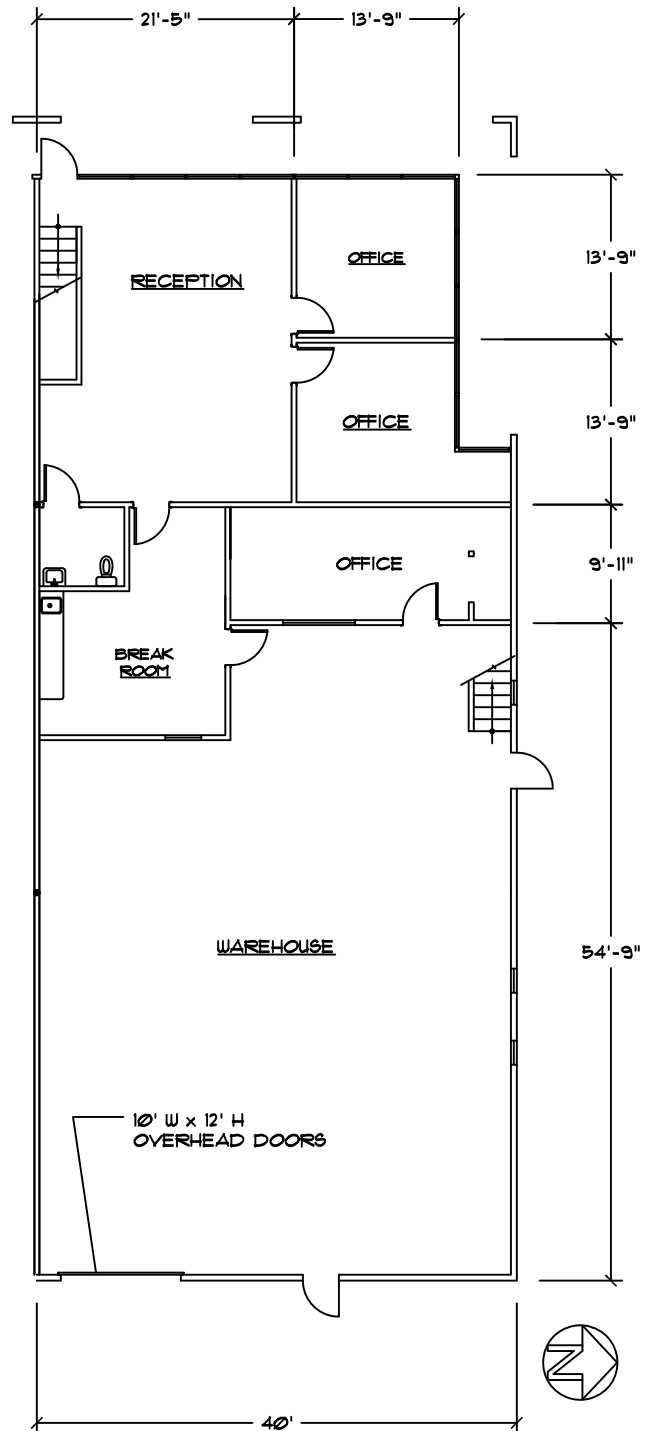 21'-5"
13'-9"
13'-9"
OFFICE
RECEPTION
13'-9"
OFFICE
9'-11"
OFFICE
BREAK
ROOM
WAREHOUSE
54'-9"
10' W x 12' H
OVERHEAD DOORS
N
40'